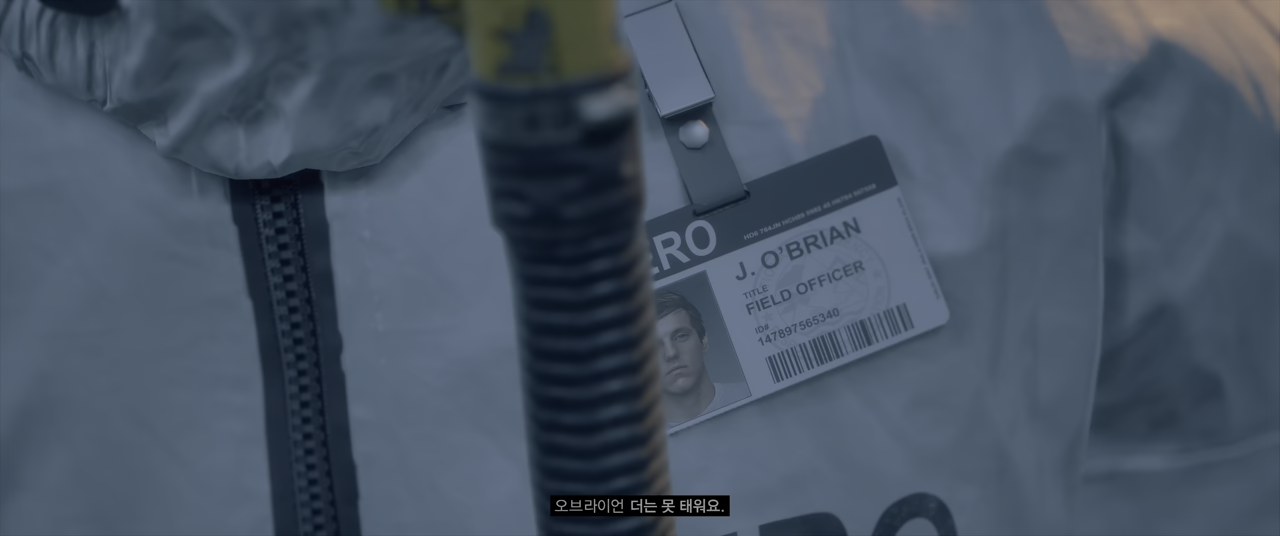 ERO
J. O'BRIAN
TITLE
FIELD OFFICER
ID#
147897565340
오브라이언 더는 못 태워요.